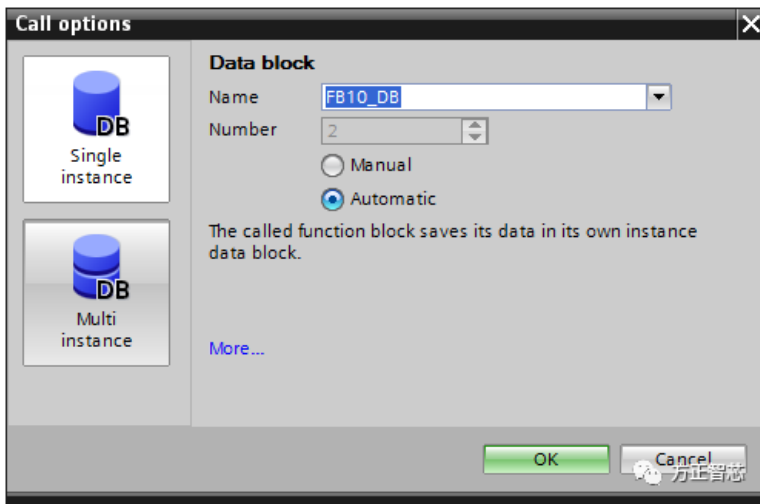 Call options
DB
Single
instance
DB
Multi
instance
Data block
Name FB10_DB
Number 2
Manual
Automatic
The called function block saves its data in its own instance
data block.
More...
OK Cancel
方正智芯